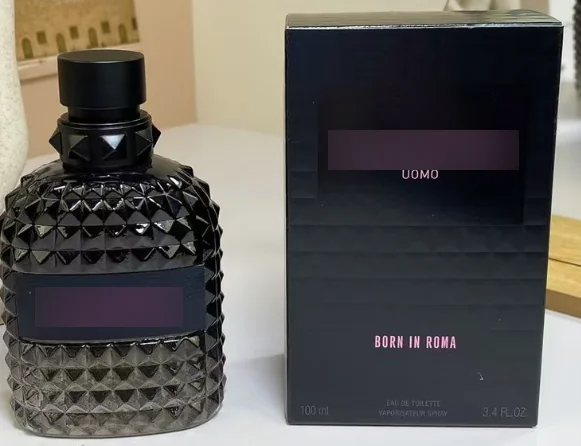 UOMO
BORN IN ROMA
EAU DE TOILETTE
VAPORISATEUR SPRAY
100 ml
3.4 FL.OZ.